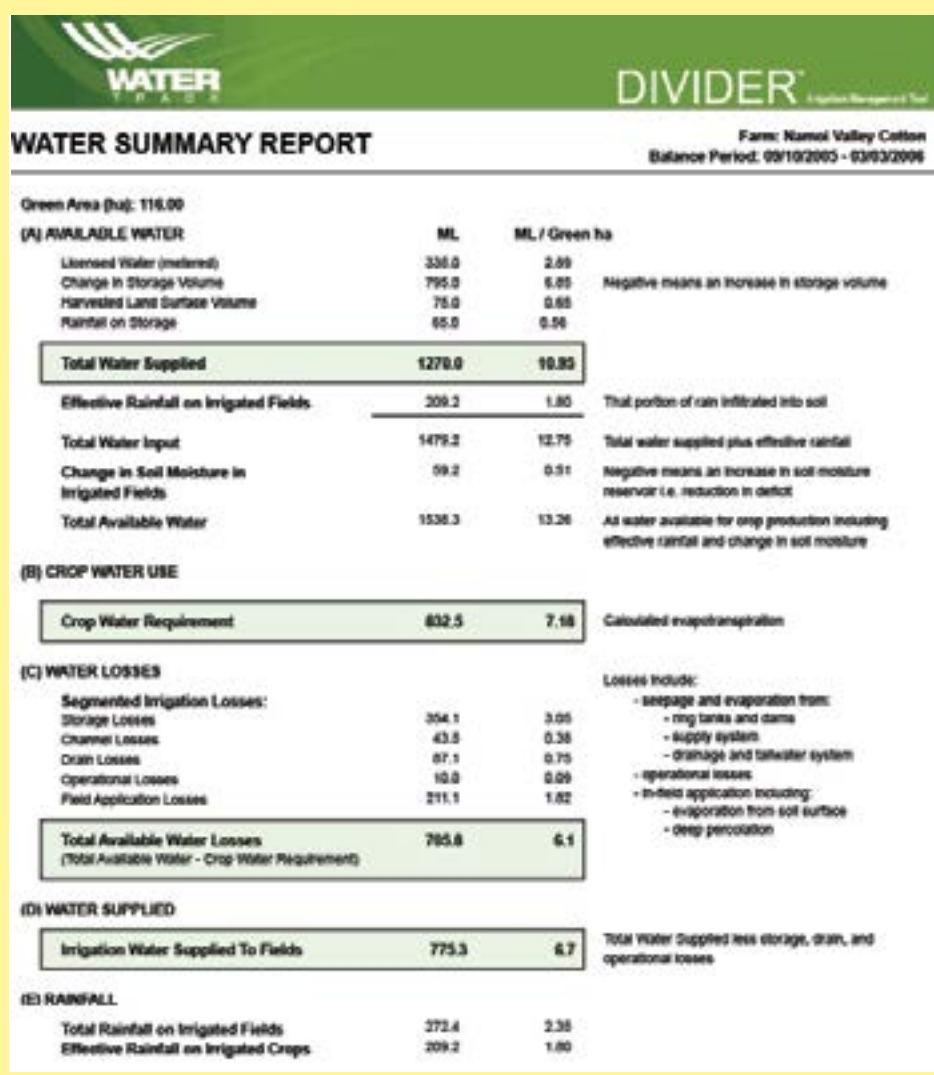 WATER
TRADE
DIVIDER™ Irrigation Management Tool
WATER SUMMARY REPORT
Farm: Namoi Valley Cotton
Balance Period: 09/10/2005 - 03/03/2006
Green Area (ha): 116.00
(A) AVAILABLE WATER ML ML / Green ha
Licensed Water (metered) 335.0 2.89
Change in Storage Volume 795.0 6.85 Negative means an increase in storage volume
Harvested Land Surface Volume 75.0 0.65
Rainfall on Storage 65.0 0.56
Total Water Supplied 1270.0 10.95
Effective Rainfall on Irrigated Fields 209.2 1.80 That portion of rain infiltrated into soil
Total Water Input 1479.2 12.75 Total water supplied plus effective rainfall
Change in Soil Moisture in 59.2 0.51 Negative means an increase in soil moisture
Irrigated Fields reservoir i.e. reduction in deficit
Total Available Water 1538.3 13.26 All water available for crop production including
effective rainfall and change in soil moisture
(B) CROP WATER USE
Crop Water Requirement 832.5 7.18 Calculated evapotranspiration
(C) WATER LOSSES
Losses include:
Segmented Irrigation Losses: - seepage and evaporation from:
Storage Losses 354.1 3.05 - ring tanks and dams
Channel Losses 43.5 0.38 - supply system
Drain Losses 87.1 0.75 - drainage and tailwater system
Operational Losses 10.0 0.09 - operational losses
Field Application Losses 211.1 1.82 - in-field application including:
- evaporation from soil surface
- deep percolation
Total Available Water Losses 705.8 6.1
(Total Available Water - Crop Water Requirement)
(D) WATER SUPPLIED
Irrigation Water Supplied To Fields 775.3 6.7 Total Water Supplied less storage, drain, and
operational losses
(E) RAINFALL
Total Rainfall on Irrigated Fields 272.4 2.35
Effective Rainfall on Irrigated Crops 209.2 1.80